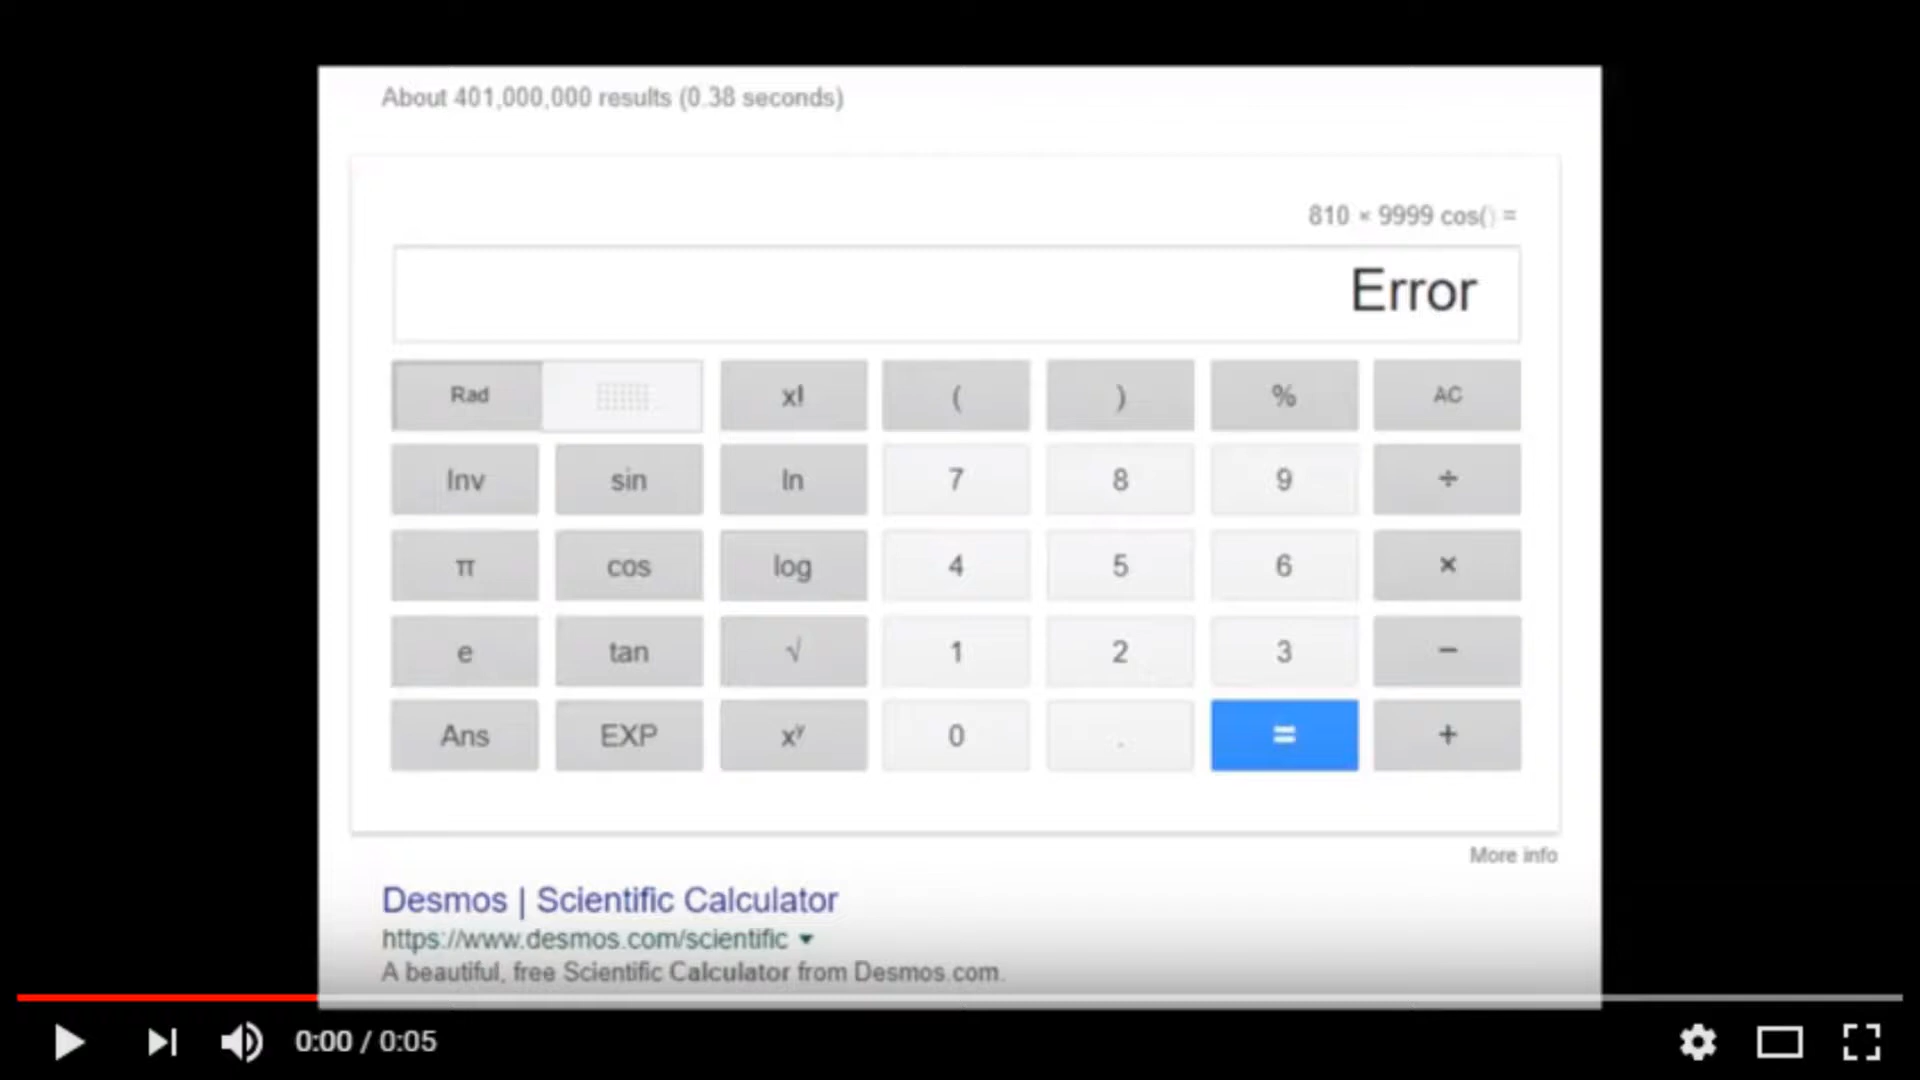 About 401,000,000 results (0.38 seconds)
810 × 9999 cos() =
Error
Rad x! ( ) % AC
Inv sin ln 7 8 9 ÷
π cos log 4 5 6 ×
e tan √ 1 2 3 −
Ans EXP xʸ 0 . = +
More info
Desmos | Scientific Calculator
https://www.desmos.com/scientific
A beautiful, free Scientific Calculator from Desmos.com.
0:00 / 0:05